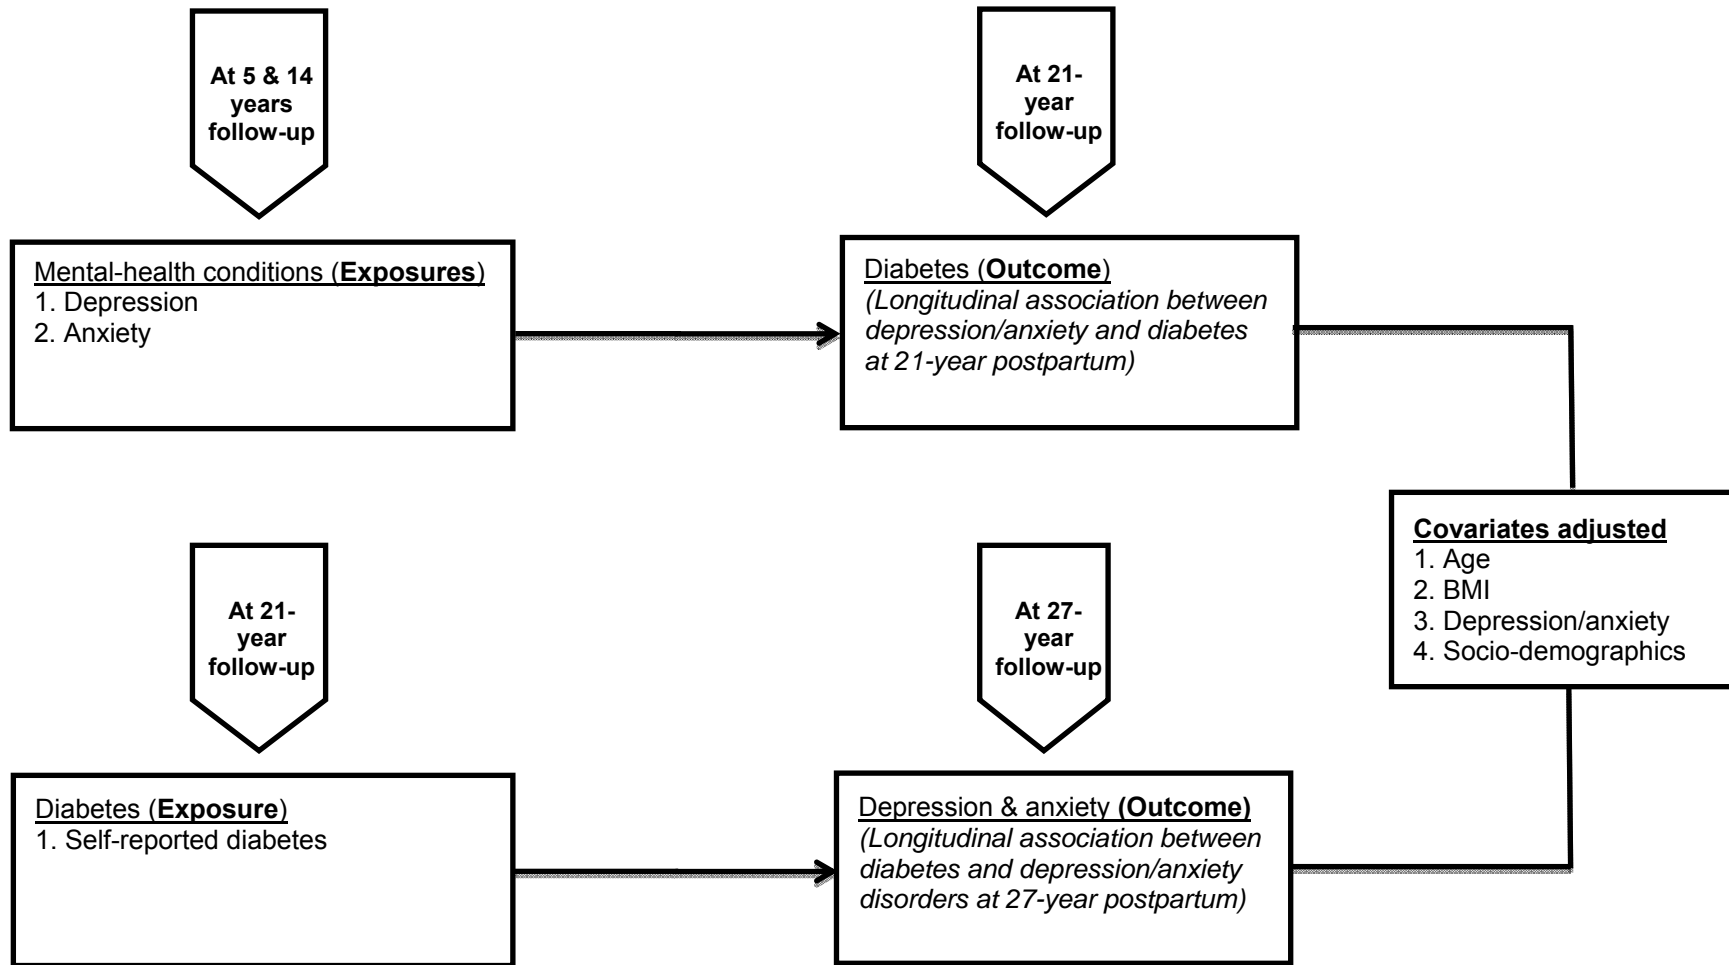 At 5 & 14
years
follow-up
At 21-
year
follow-up
Mental-health conditions (Exposures)
1. Depression
2. Anxiety
Diabetes (Outcome)
(Longitudinal association between
depression/anxiety and diabetes
at 21-year postpartum)
Covariates adjusted
1. Age
2. BMI
3. Depression/anxiety
4. Socio-demographics
At 21-
year
follow-up
At 27-
year
follow-up
Diabetes (Exposure)
1. Self-reported diabetes
Depression & anxiety (Outcome)
(Longitudinal association between
diabetes and depression/anxiety
disorders at 27-year postpartum)